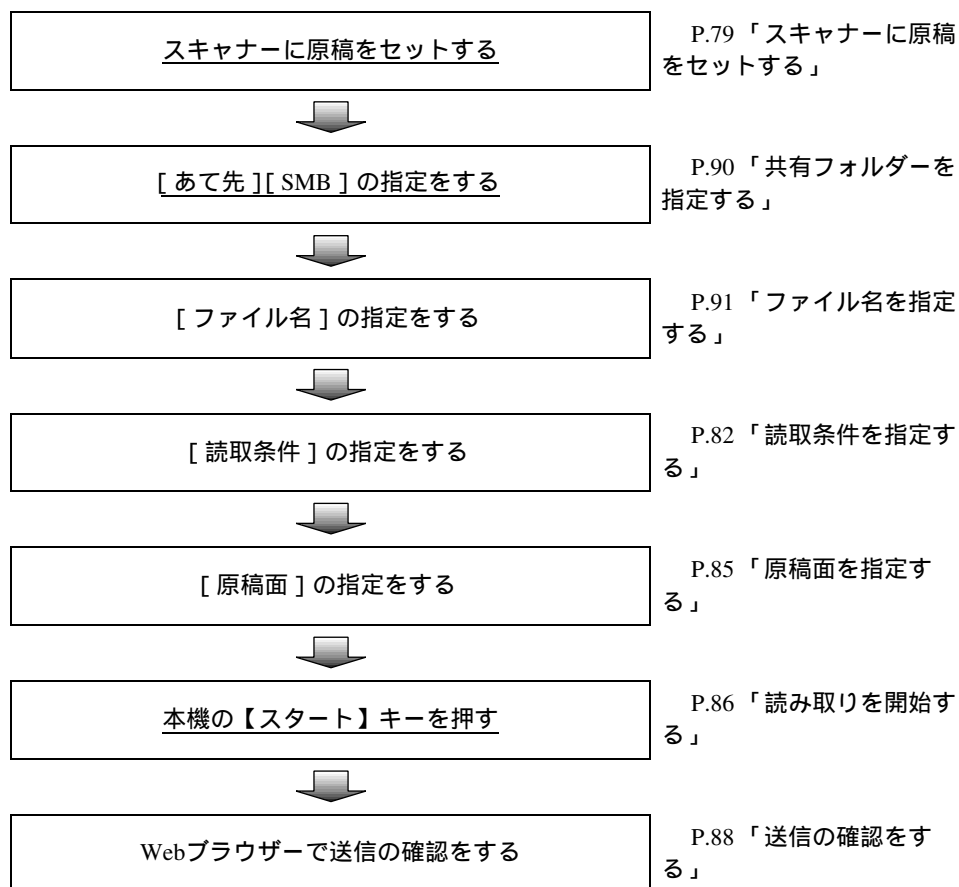 スキャナーに原稿をセットする
P.79「スキャナーに原稿
をセットする」
[あて先][SMB]の指定をする
P.90「共有フォルダーを
指定する」
[ファイル名]の指定をする
P.91「ファイル名を指定
する」
[読取条件]の指定をする
P.82「読取条件を指定す
る」
[原稿面]の指定をする
P.85「原稿面を指定す
る」
本機の【スタート】キーを押す
P.86「読み取りを開始す
る」
Webブラウザーで送信の確認をする
P.88「送信の確認をす
る」